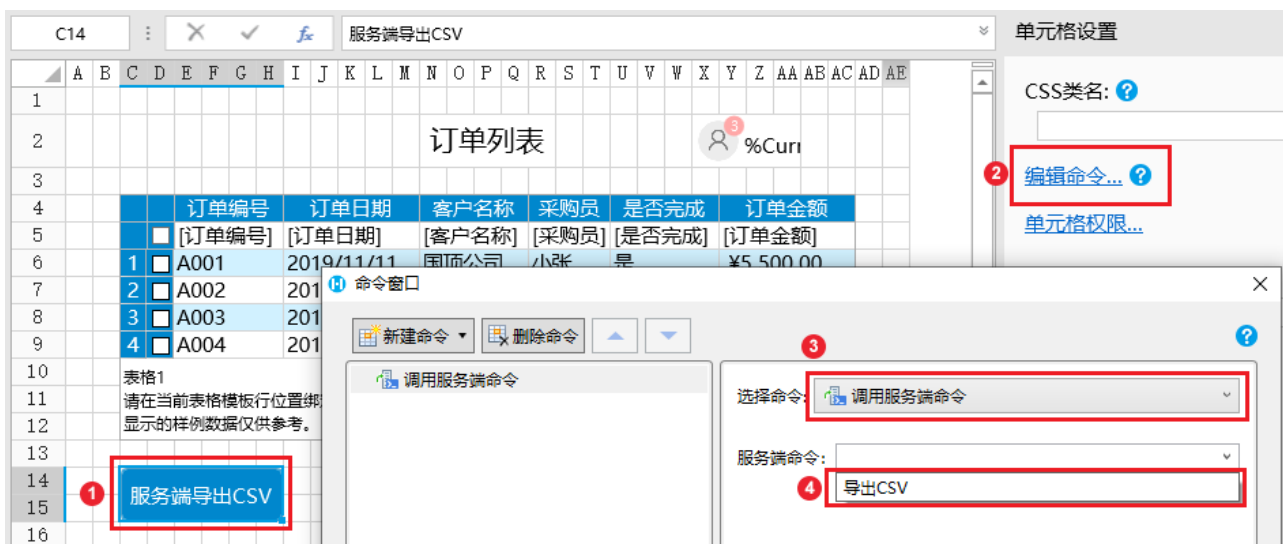 C14 fx 服务端导出CSV
单元格设置
A B C D E F G H I J K L M N O P Q R S T U V W X Y Z AA AB AC AD AE
CSS类名: ?
1
2 订单列表 3 %Curr
2 编辑命令... ?
3
4 订单编号 订单日期 客户名称 采购员 是否完成 订单金额
单元格权限...
5 [订单编号] [订单日期] [客户名称] [采购员] [是否完成] [订单金额]
6 1 A001 2019/11/11 国顶公司 小张 是 ¥5,500.00
7 2 A002 201
8 3 A003 201
9 4 A004 201
10 表格1
11 请在当前表格模板行位置绑
12 显示的样例数据仅供参考。
13
14
1 服务端导出CSV
15
16
命令窗口
新建命令 删除命令 ?
3
调用服务端命令
选择命令: 调用服务端命令
服务端命令:
4 导出CSV